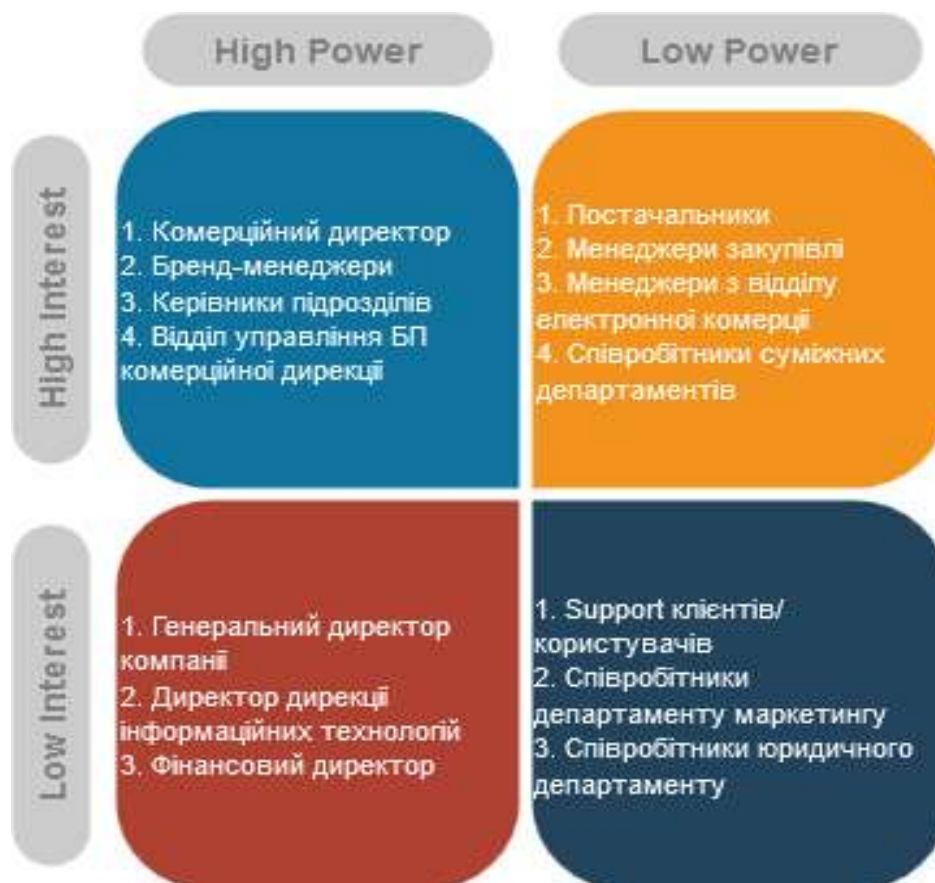 High Power
Low Power
High Interest
1. Комерційний директор
2. Бренд-менеджери
3. Керівники підрозділів
4. Відділ управління БП
комерційної дирекції
1. Постачальники
2. Менеджери закупівлі
3. Менеджери з відділу
електронної комерції
4. Співробітники суміжних
департаментів
Low Interest
1. Генеральний директор
компанії
2. Директор дирекції
інформаційних технологій
3. Фінансовий директор
1. Support клієнтів/
користувачів
2. Співробітники
департаменту маркетингу
3. Співробітники юридичного
департаменту